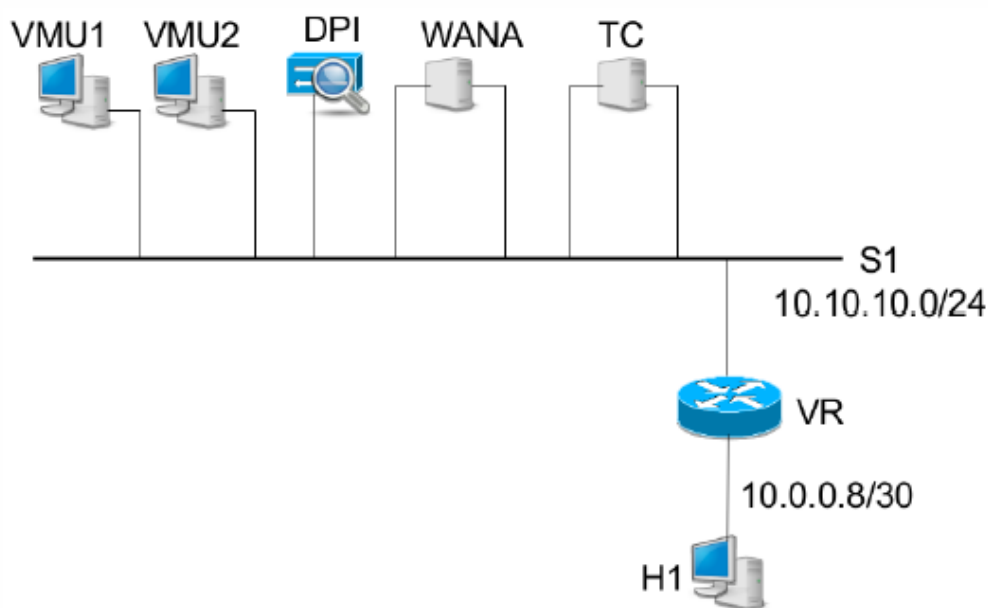 VMU1
VMU2
DPI
WANA
TC
S1
10.10.10.0/24
VR
10.0.0.8/30
H1